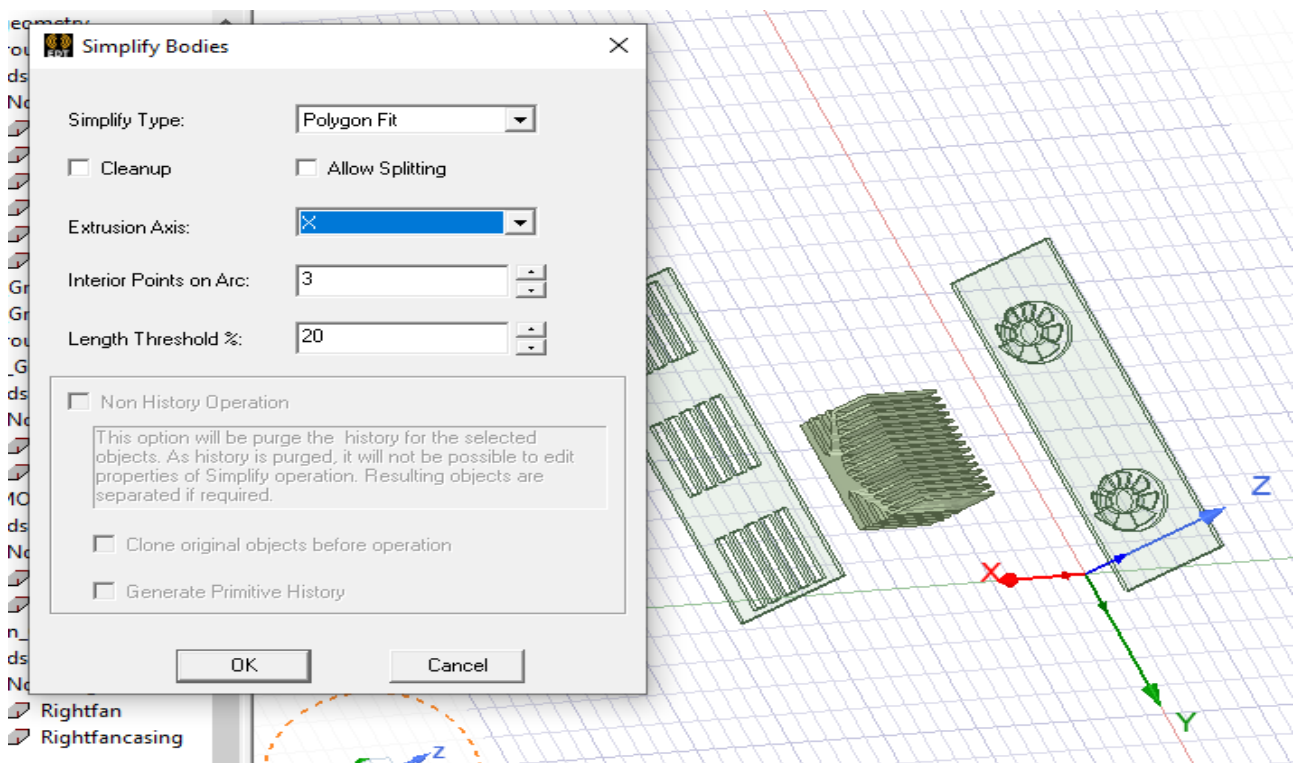 Simplify Bodies
EDT
Simplify Type:
Polygon Fit
Cleanup
Allow Splitting
Extrusion Axis:
X
Interior Points on Arc:
3
Length Threshold %:
20
Non History Operation
This option will be purge the history for the selected
objects. As history is purged, it will not be possible to edit
properties of Simplify operation. Resulting objects are
separated if required.
Clone original objects before operation
Generate Primitive History
OK
Cancel
Rightfan
Rightfancasing
X
Z
Y
Z